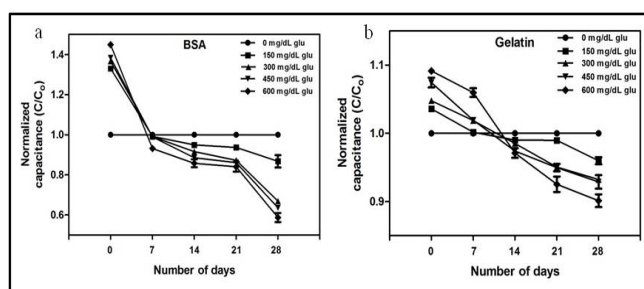 a
BSA
0 mg/dL glu
150 mg/dL glu
300 mg/dL glu
450 mg/dL glu
600 mg/dL glu
Normalized
capacitance (C/Co)
1.4
1.2
1.0
0.8
0.6
0
7
14
21
28
Number of days
b
Gelatin
0 mg/dL glu
150 mg/dL glu
300 mg/dL glu
450 mg/dL glu
600 mg/dL glu
Normalized
capacitance (C/Co)
1.1
1.0
0.9
0
7
14
21
28
Number of days